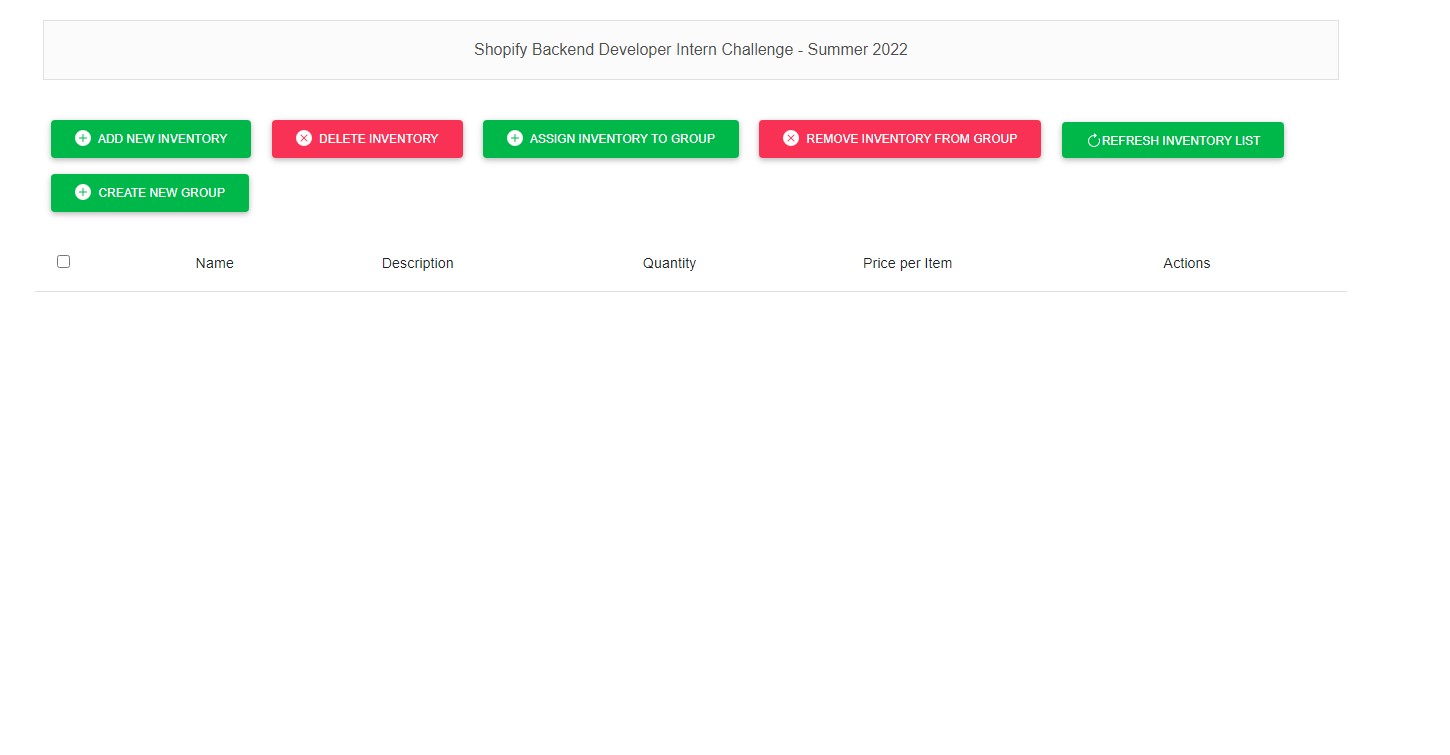 Shopify Backend Developer Intern Challenge - Summer 2022
ADD NEW INVENTORY DELETE INVENTORY ASSIGN INVENTORY TO GROUP REMOVE INVENTORY FROM GROUP REFRESH INVENTORY LIST
CREATE NEW GROUP
Name Description Quantity Price per Item Actions